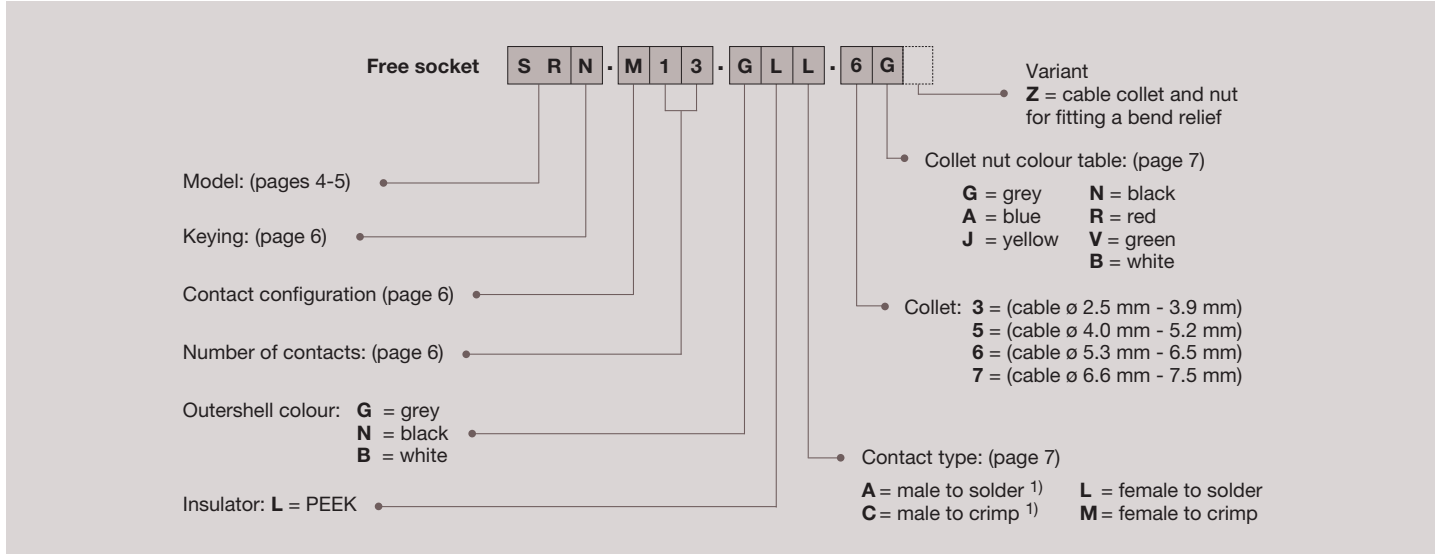 Free socket SRN.M13.GLL.6G
Variant
Z = cable collet and nut
for fitting a bend relief
Collet nut colour table: (page 7)
G = grey N = black
A = blue R = red
J = yellow V = green
B = white
Model: (pages 4-5)
Keying: (page 6)
Contact configuration (page 6)
Collet: 3 = (cable ø 2.5 mm - 3.9 mm)
5 = (cable ø 4.0 mm - 5.2 mm)
6 = (cable ø 5.3 mm - 6.5 mm)
7 = (cable ø 6.6 mm - 7.5 mm)
Number of contacts: (page 6)
Outershell colour: G = grey
N = black
B = white
Contact type: (page 7)
A = male to solder 1) L = female to solder
C = male to crimp 1) M = female to crimp
Insulator: L = PEEK